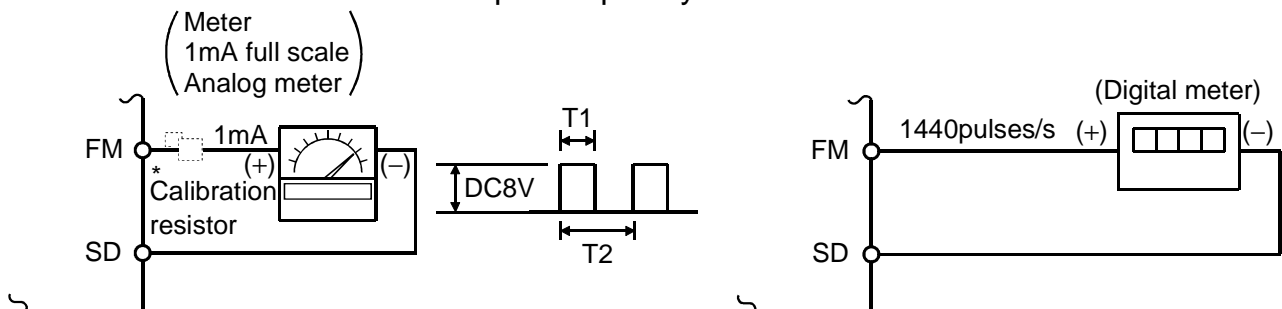 Meter
1mA full scale
Analog meter
FM
1mA
(+)
(−)
*
Calibration
resistor
SD
DC8V
T1
T2
(Digital meter)
1440pulses/s
(+)
(−)
FM
SD